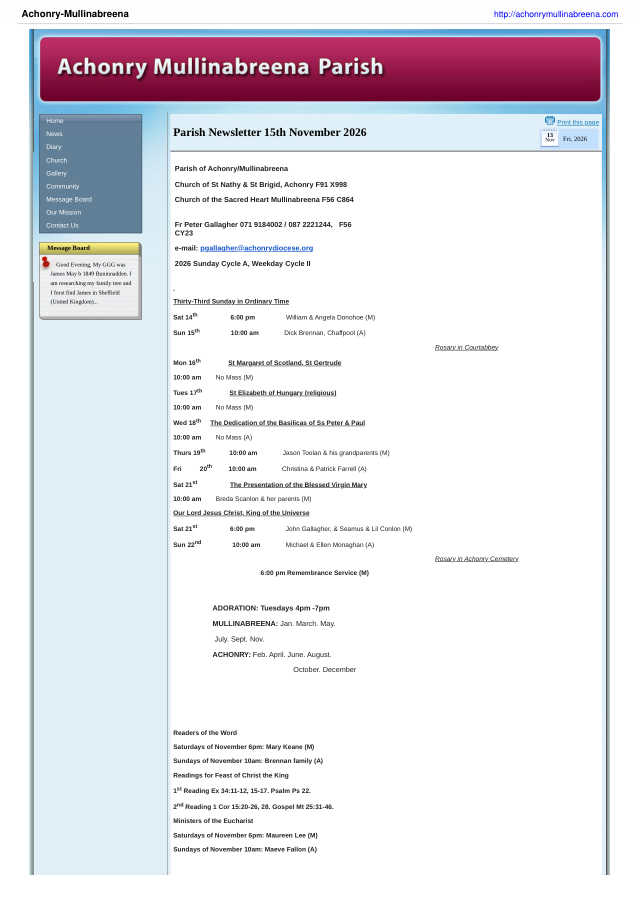 Achonry-Mullinabreena
http://achonrymullinabreena.com
Achonry Mullinabreena Parish
Home
News
Diary
Church
Gallery
Community
Message Board
Our Mission
Contact Us
Message Board
Good Evening, My GGG was
James May b 1849 Buninnadden. I
am researching my family tree and
I first find James in Sheffield
(United Kingdom)...
Print this page
13
Nov
Fri, 2026
Parish Newsletter 15th November 2026
Parish of Achonry/Mullinabreena
Church of St Nathy & St Brigid, Achonry F91 X998
Church of the Sacred Heart Mullinabreena F56 C864
Fr Peter Gallagher 071 9184002 / 087 2221244, F56
CY23
e-mail: pgallagher@achonrydiocese.org
2026 Sunday Cycle A, Weekday Cycle II
.
Thirty-Third Sunday in Ordinary Time
Sat 14th 6:00 pm William & Angela Donohoe (M)
Sun 15th 10:00 am Dick Brennan, Chaffpool (A)
Rosary in Courtabbey
Mon 16th St Margaret of Scotland, St Gertrude
10:00 am No Mass (M)
Tues 17th St Elizabeth of Hungary (religious)
10:00 am No Mass (M)
Wed 18th The Dedication of the Basilicas of Ss Peter & Paul
10:00 am No Mass (A)
Thurs 19th 10:00 am Jason Toolan & his grandparents (M)
Fri 20th 10:00 am Christina & Patrick Farrell (A)
Sat 21st The Presentation of the Blessed Virgin Mary
10:00 am Breda Scanlon & her parents (M)
Our Lord Jesus Christ, King of the Universe
Sat 21st 6:00 pm John Gallagher, & Seamus & Lil Conlon (M)
Sun 22nd 10:00 am Michael & Ellen Monaghan (A)
Rosary in Achonry Cemetery
6:00 pm Remembrance Service (M)
ADORATION: Tuesdays 4pm -7pm
MULLINABREENA: Jan. March. May.
July. Sept. Nov.
ACHONRY: Feb. April. June. August.
October. December
Readers of the Word
Saturdays of November 6pm: Mary Keane (M)
Sundays of November 10am: Brennan family (A)
Readings for Feast of Christ the King
1st Reading Ex 34:11-12, 15-17. Psalm Ps 22.
2nd Reading 1 Cor 15:20-26, 28. Gospel Mt 25:31-46.
Ministers of the Eucharist
Saturdays of November 6pm: Maureen Lee (M)
Sundays of November 10am: Maeve Fallon (A)